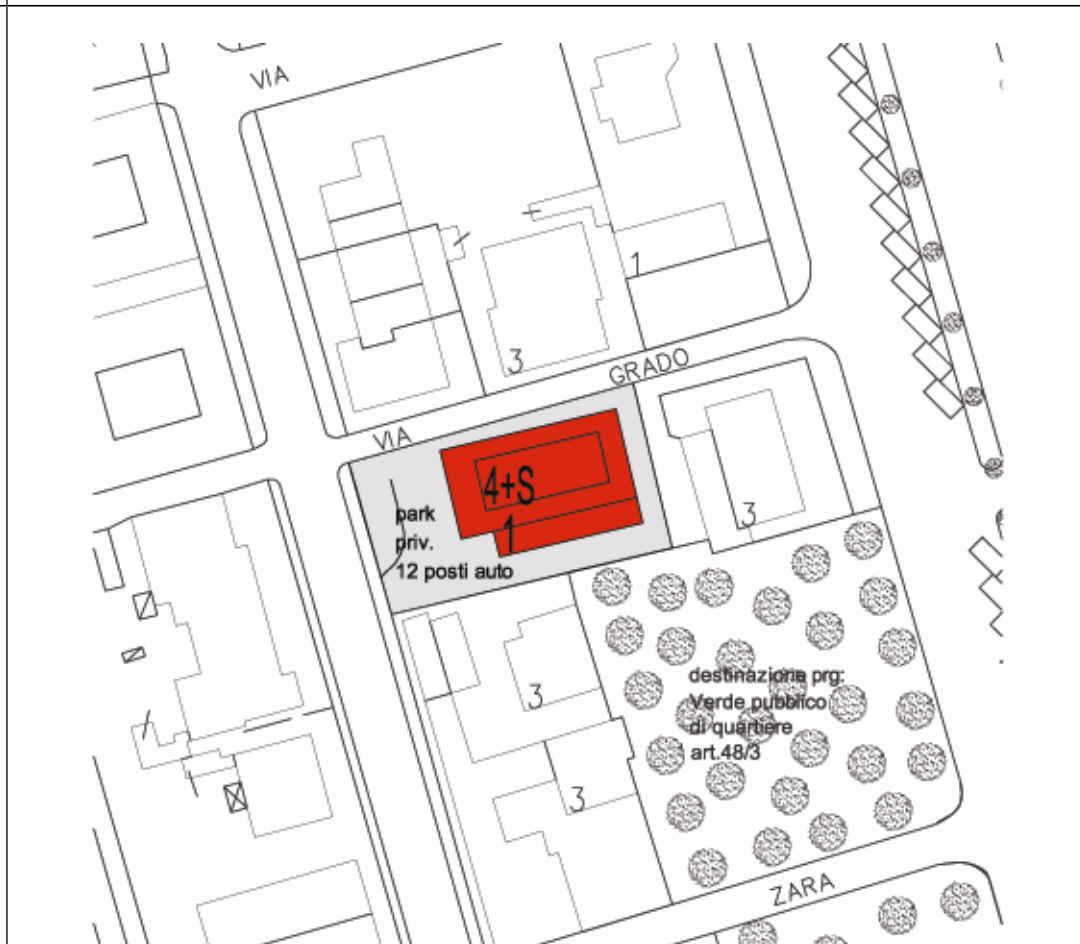 VIA
1
3
GRADO
VIA
4+S
1
park
priv.
12 posti auto
3
destinazione prg:
Verde pubblico
di quartiere
art.48/3
3
3
ZARA